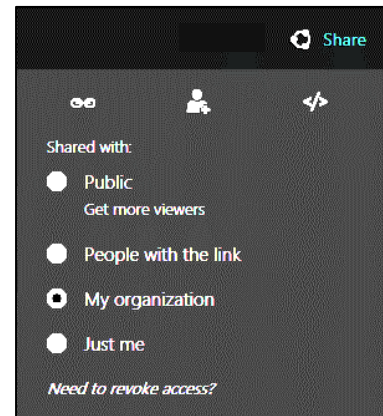 Share
</>
Shared with:
Public
Get more viewers
People with the link
My organization
Just me
Need to revoke access?